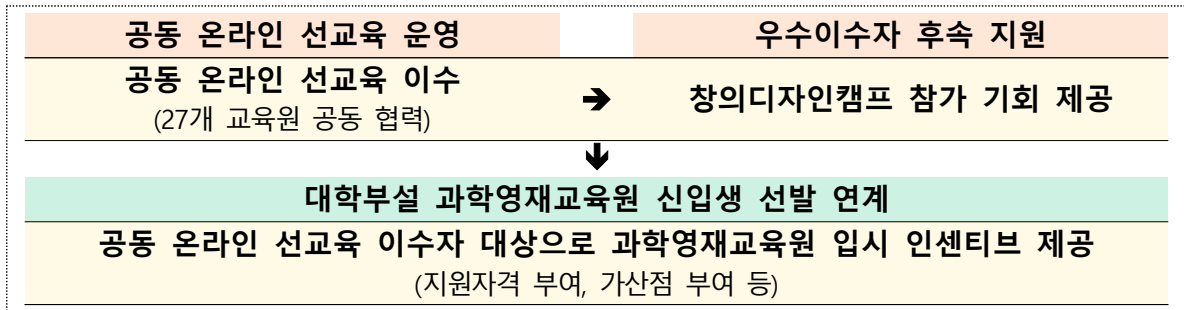 공동 온라인 선교육 운영
우수이수자 후속 지원
공동 온라인 선교육 이수
(27개 교육원 공동 협력)
➔
창의디자인캠프 참가 기회 제공
🡻
대학부설 과학영재교육원 신입생 선발 연계
공동 온라인 선교육 이수자 대상으로 과학영재교육원 입시 인센티브 제공
(지원자격 부여, 가산점 부여 등)